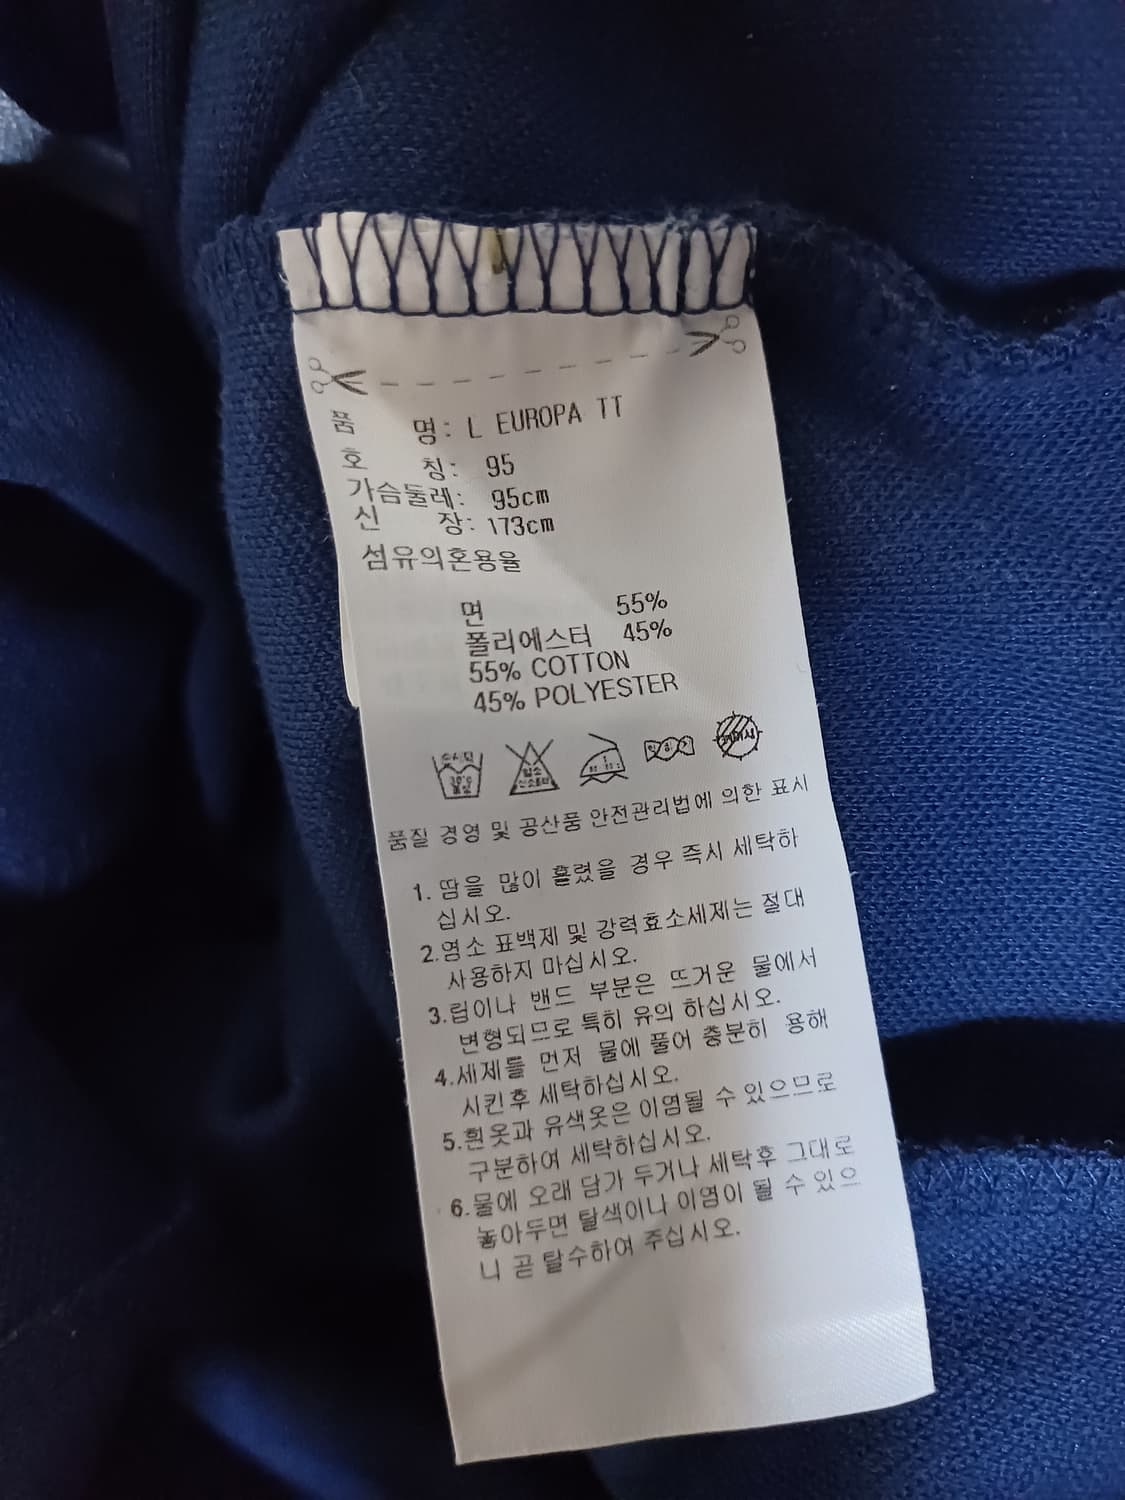 품 명: L EUROPA TT
호 칭: 95
가슴둘레: 95cm
신 장: 173cm
섬유의혼용율
면 55%
폴리에스터 45%
55% COTTON
45% POLYESTER
품질 경영 및 공산품 안전관리법에 의한 표시
1. 땀을 많이 흘렸을 경우 즉시 세탁하
십시오.
2.염소 표백제 및 강력효소세제는 절대
사용하지 마십시오.
3.립이나 밴드 부분은 뜨거운 물에서
변형되므로 특히 유의 하십시오.
4.세제를 먼저 물에 풀어 충분히 용해
시킨후 세탁하십시오.
5.흰옷과 유색옷은 이염될 수 있으므로
구분하여 세탁하십시오.
6.물에 오래 담가 두거나 세탁후 그대로
놓아두면 탈색이나 이염이 될 수 있으
니 곧 탈수하여 주십시오.